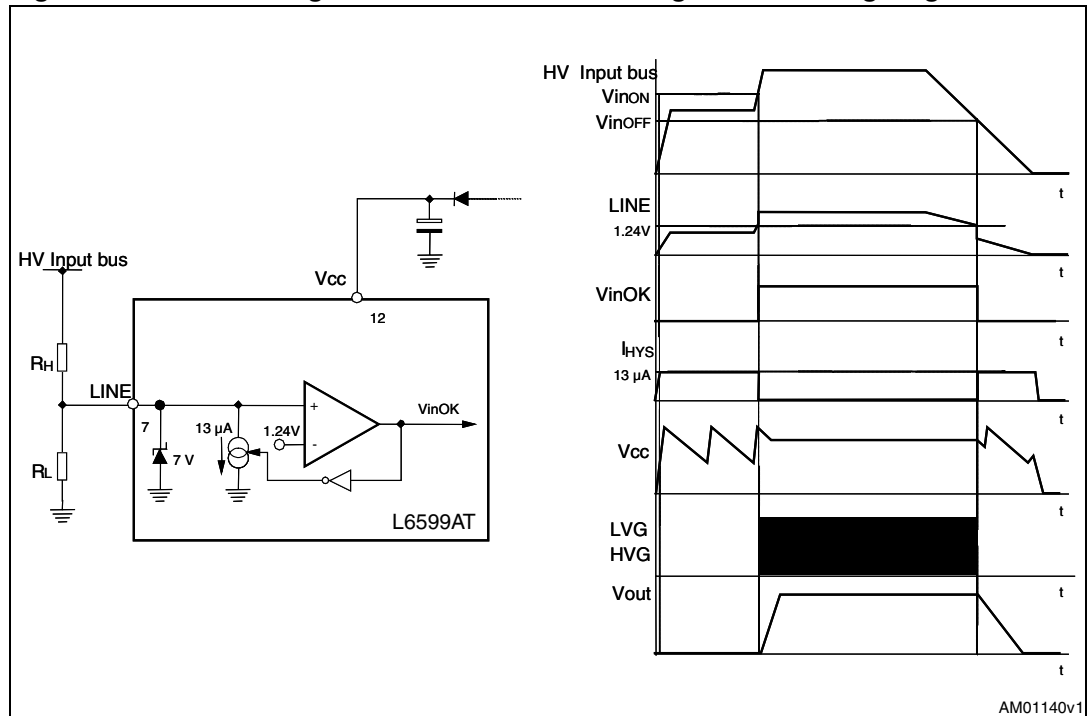 HV Input bus
VinON
VinOFF
t
LINE
1.24V
t
VinOK
t
IHYS
13 µA
t
Vcc
t
LVG
HVG
t
Vout
t
HV Input bus
Vcc
12
RH
LINE
7
13 µA
1.24V
+
-
VinOK
7 V
RL
L6599AT
AM01140v1